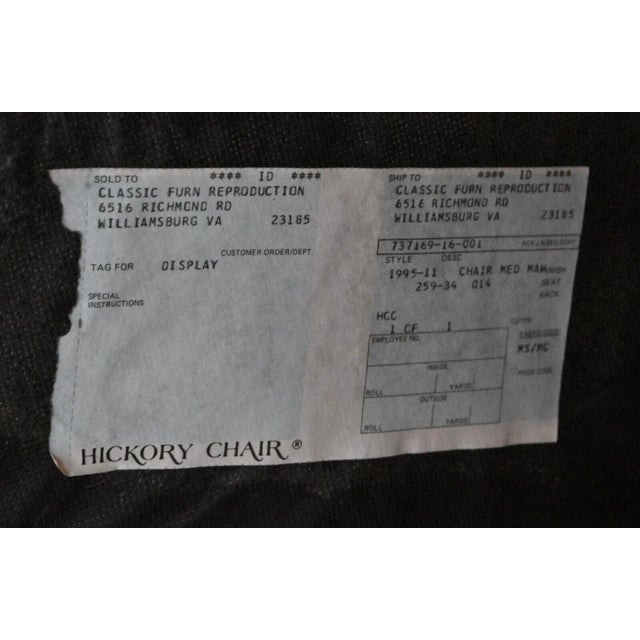 SOLD TO **** ID ****
CLASSIC FURN REPRODUCTION
6516 RICHMOND RD
WILLIAMSBURG VA 23185
CUSTOMER ORDER/DEPT.
TAG FOR DISPLAY
SPECIAL
INSTRUCTIONS
HICKORY CHAIR®
SHIP TO **** ID ****
CLASSIC FURN REPRODUCTION
6516 RICHMOND RD
WILLIAMSBURG VA 23185
737169-16-001
STYLE DESC
1995-11 CHAIR MED MAH
259-34 014 SEAT
BACK
HCC
1 CF 1
EMPLOYEE NO.
MS/MG
INSIDE
ROLL YARDS
OUTSIDE
ROLL YARDS